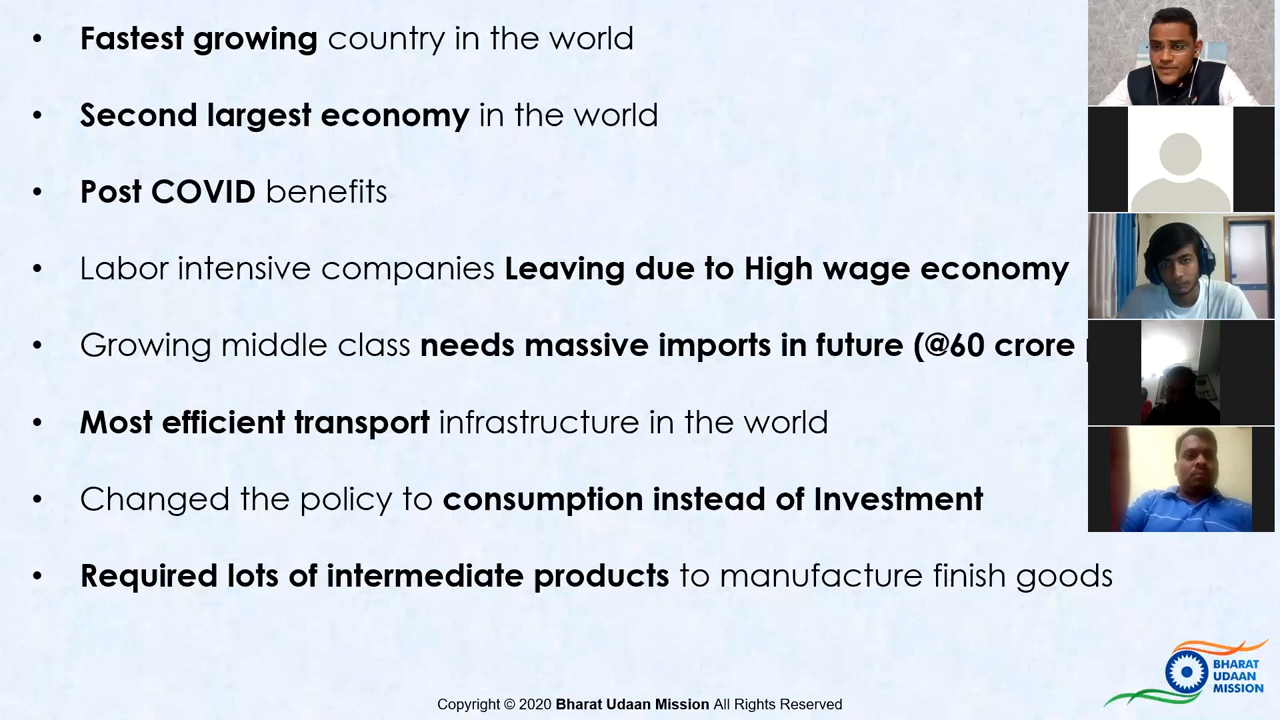 • Fastest growing country in the world
• Second largest economy in the world
• Post COVID benefits
• Labor intensive companies Leaving due to High wage economy
• Growing middle class needs massive imports in future (@60 crore
• Most efficient transport infrastructure in the world
• Changed the policy to consumption instead of Investment
• Required lots of intermediate products to manufacture finish goods
BHARAT
UDAAN
MISSION
Copyright © 2020 Bharat Udaan Mission All Rights Reserved